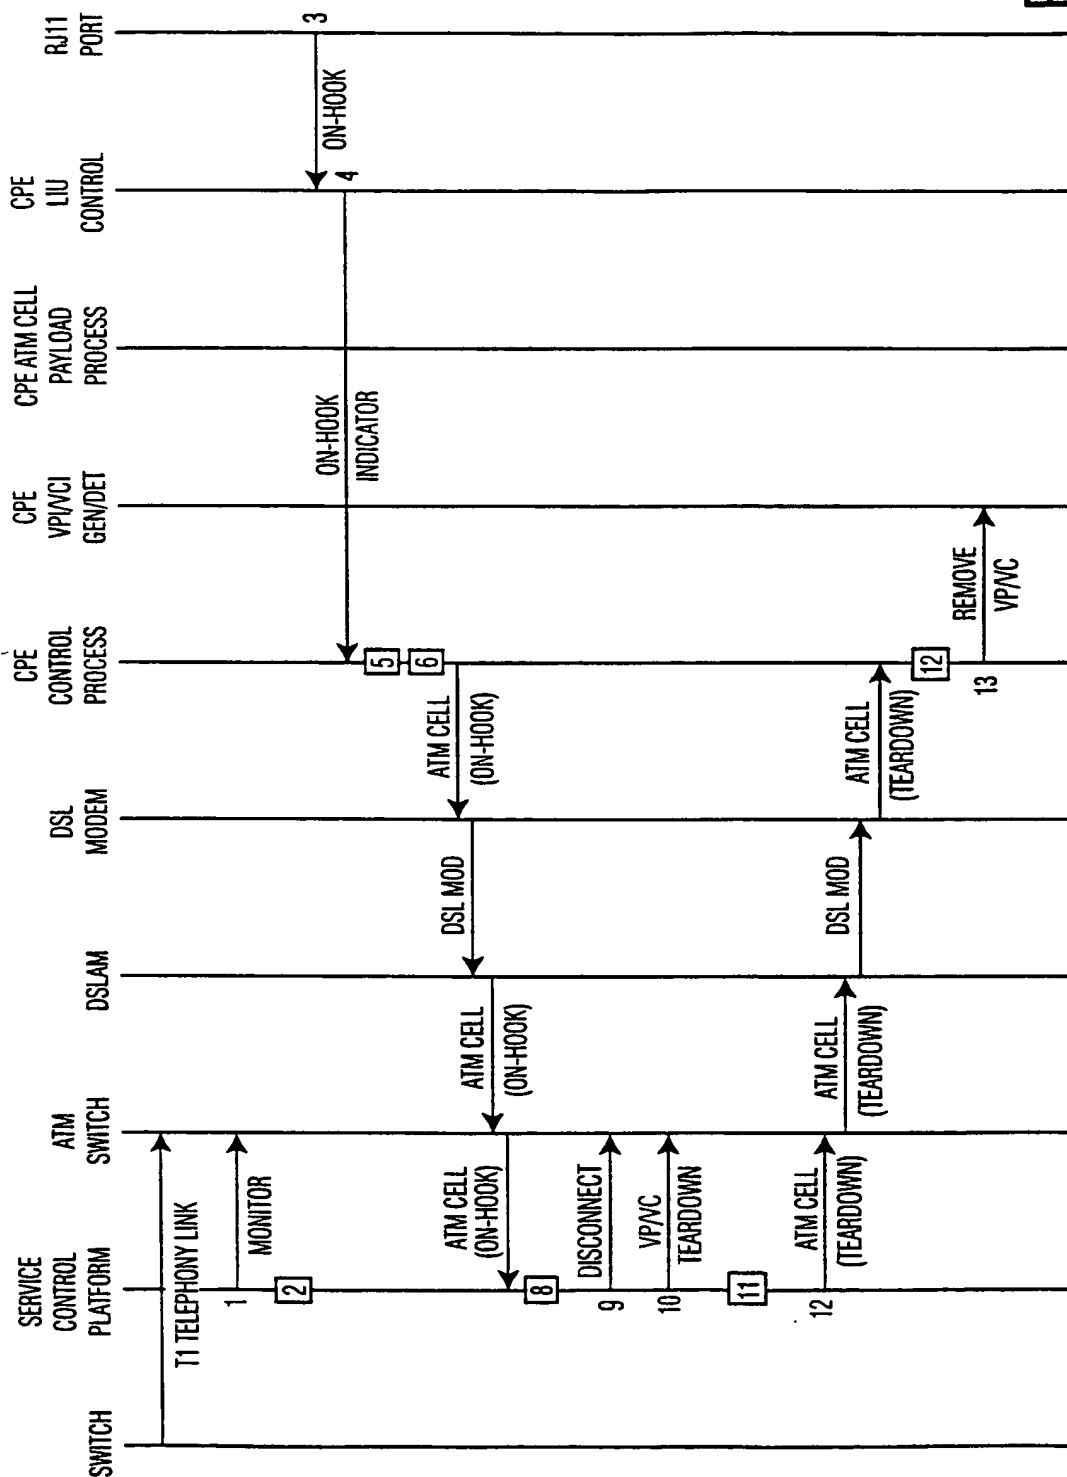 SWITCH
SERVICE
CONTROL
PLATFORM
ATM
SWITCH
DSLAM
DSL
MODEM
CPE
CONTROL
PROCESS
CPE
VPI/VCI
GEN/DET
CPE ATM CELL
PAYLOAD
PROCESS
CPE
LIU
CONTROL
RJ11
PORT
T1 TELEPHONY LINK
1
MONITOR
2
3
ON-HOOK
4
ON-HOOK
INDICATOR
5
6
ATM CELL
(ON-HOOK)
DSL MOD
ATM CELL
(ON-HOOK)
ATM CELL
(ON-HOOK)
8
DISCONNECT
9
VP/VC
TEARDOWN
10
11
ATM CELL
(TEARDOWN)
12
ATM CELL
(TEARDOWN)
DSL MOD
ATM CELL
(TEARDOWN)
12
REMOVE
VP/VC
13